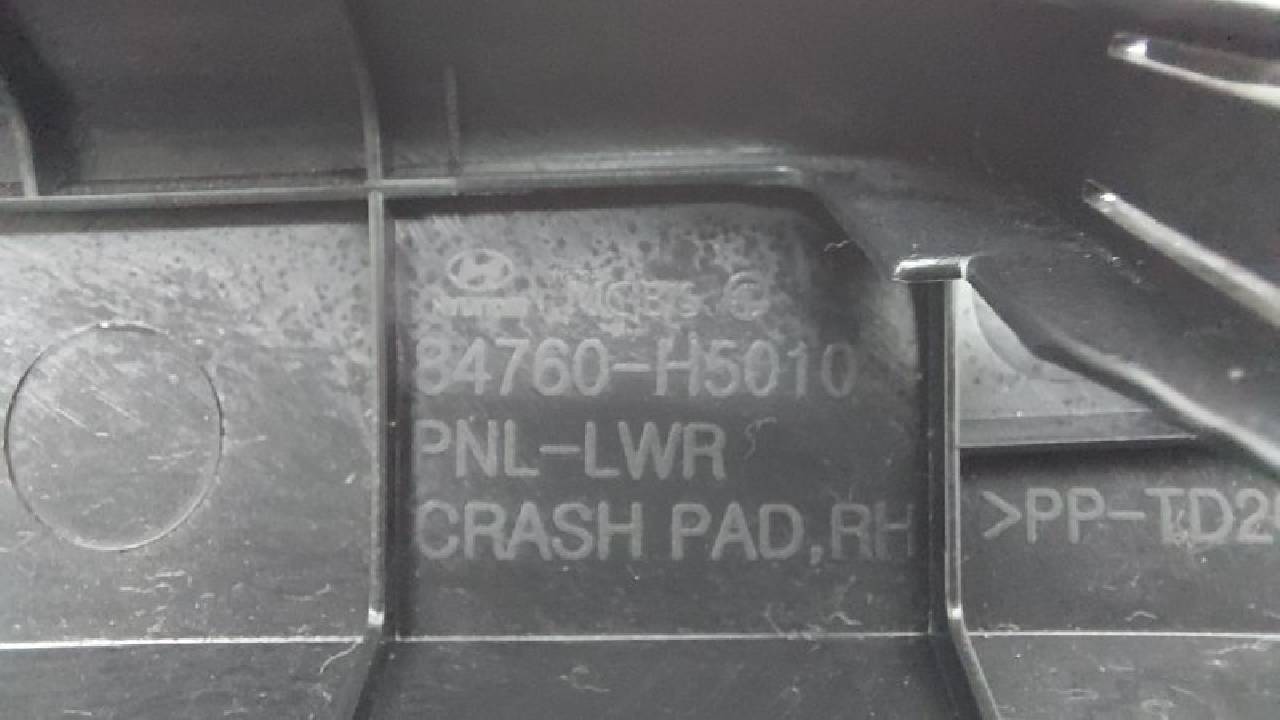 84760-H5010
PNL-LWR
CRASH PAD,RH
>PP-TD2